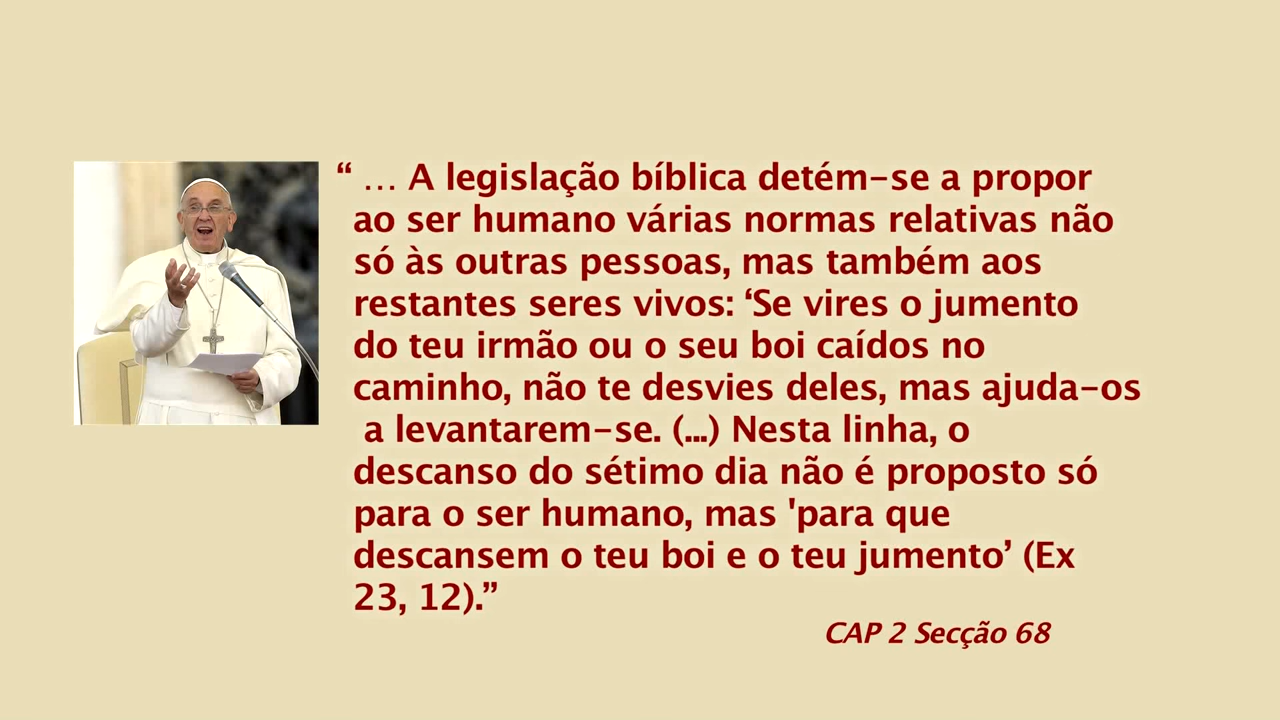 “ … A legislação bíblica detém-se a propor
ao ser humano várias normas relativas não
só às outras pessoas, mas também aos
restantes seres vivos: ‘Se vires o jumento
do teu irmão ou o seu boi caídos no
caminho, não te desvies deles, mas ajuda-os
a levantarem-se. (...) Nesta linha, o
descanso do sétimo dia não é proposto só
para o ser humano, mas 'para que
descansem o teu boi e o teu jumento’ (Ex
23, 12).”
CAP 2 Secção 68